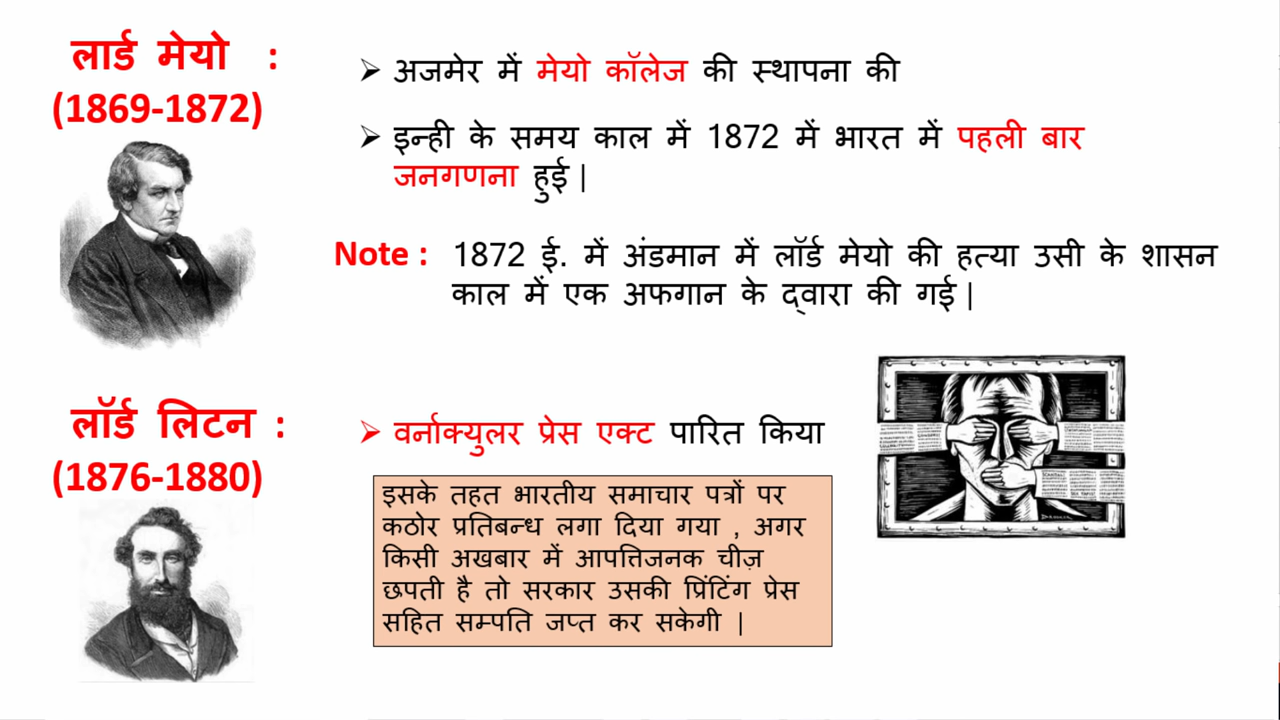 लार्ड मेयो :
(1869-1872)
➢ अजमेर में मेयो कॉलेज की स्थापना की
➢ इन्ही के समय काल में 1872 में भारत में पहली बार
जनगणना हुई |
Note : 1872 ई. में अंडमान में लॉर्ड मेयो की हत्या उसी के शासन
काल में एक अफगान के द्वारा की गई |
लॉर्ड लिटन :
(1876-1880)
➢ वर्नाक्युलर प्रेस एक्ट पारित किया
इसके तहत भारतीय समाचार पत्रों पर
कठोर प्रतिबन्ध लगा दिया गया , अगर
किसी अखबार में आपत्तिजनक चीज़
छपती है तो सरकार उसकी प्रिंटिंग प्रेस
सहित सम्पति जप्त कर सकेगी |